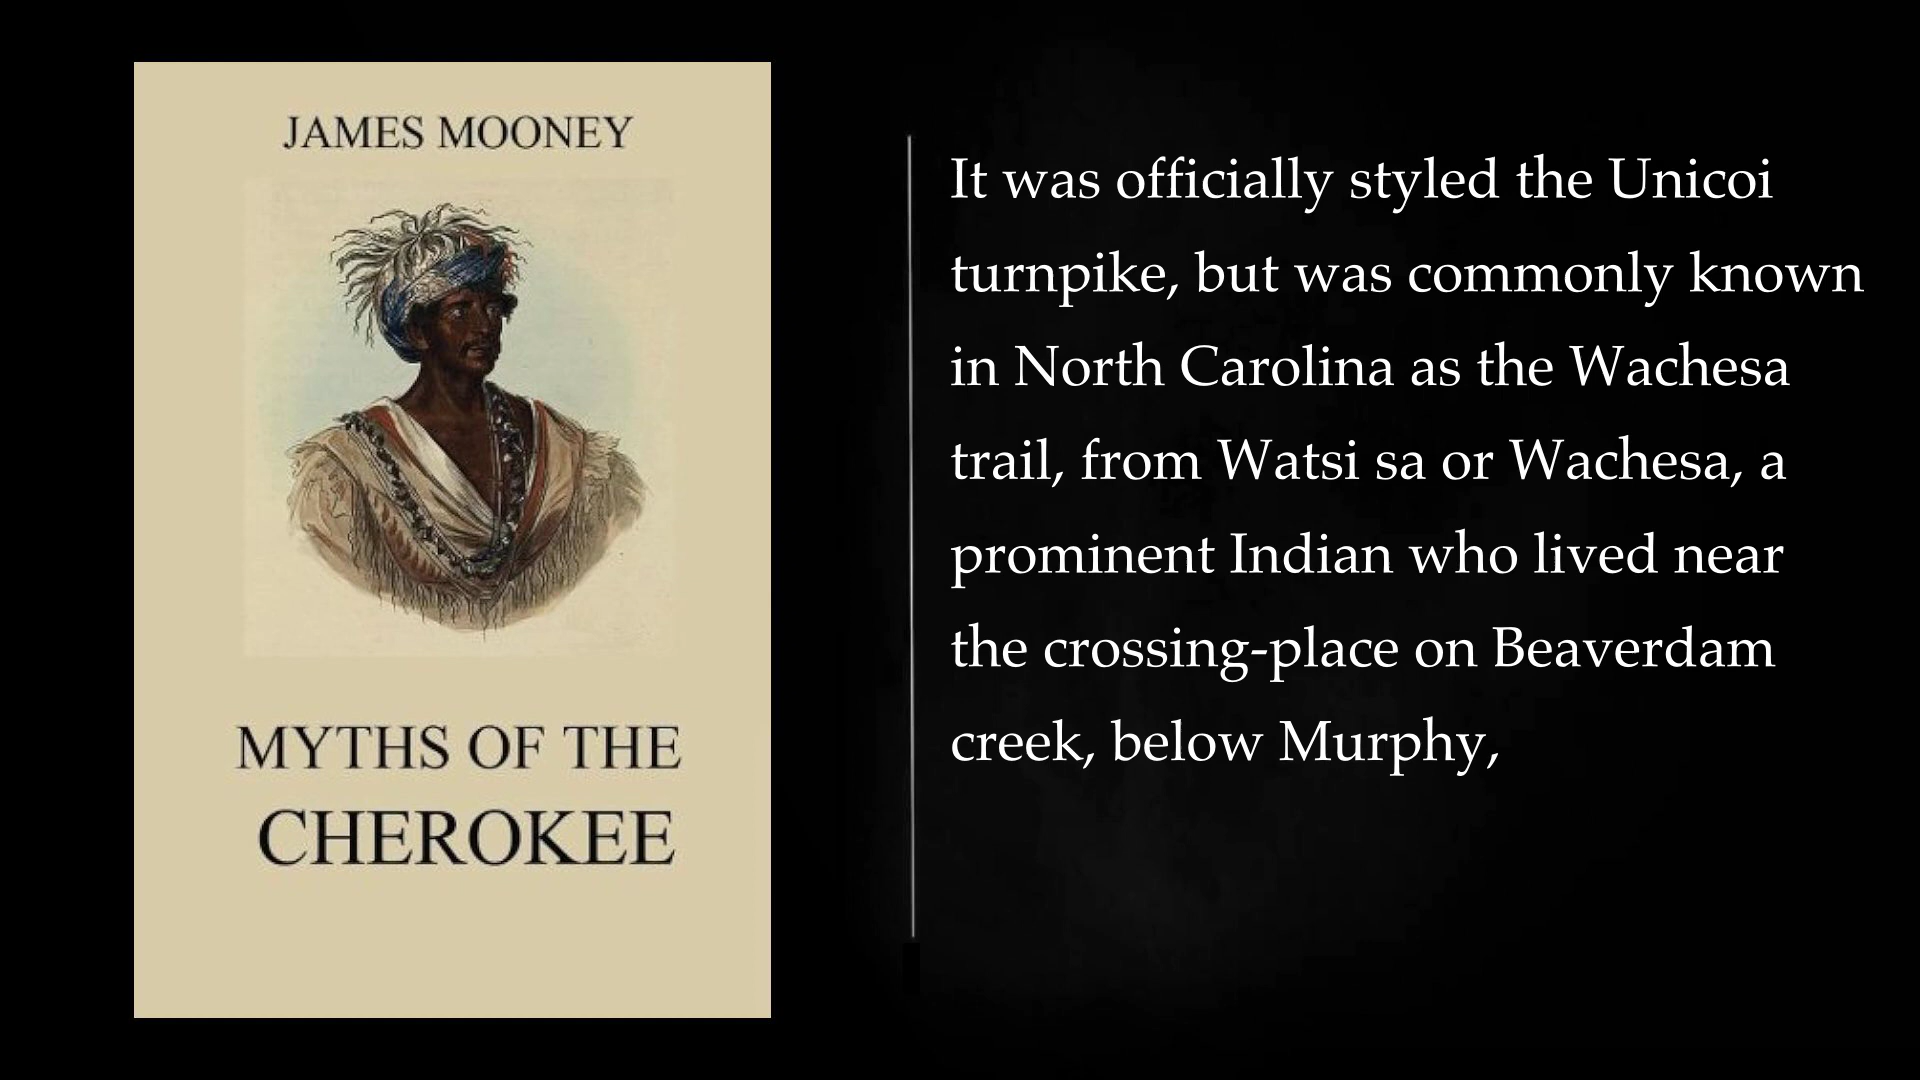 JAMES MOONEY
MYTHS OF THE
CHEROKEE
It was officially styled the Unicoi
turnpike, but was commonly known
in North Carolina as the Wachesa
trail, from Watsi sa or Wachesa, a
prominent Indian who lived near
the crossing-place on Beaverdam
creek, below Murphy,